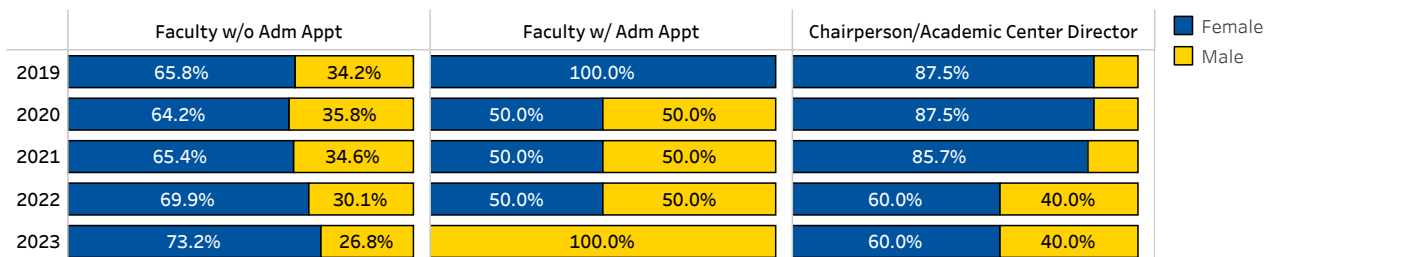 Faculty w/o Adm Appt Faculty w/ Adm Appt Chairperson/Academic Center Director Female
Male
2019 65.8% 34.2% 100.0% 87.5%
2020 64.2% 35.8% 50.0% 50.0% 87.5%
2021 65.4% 34.6% 50.0% 50.0% 85.7%
2022 69.9% 30.1% 50.0% 50.0% 60.0% 40.0%
2023 73.2% 26.8% 100.0% 60.0% 40.0%